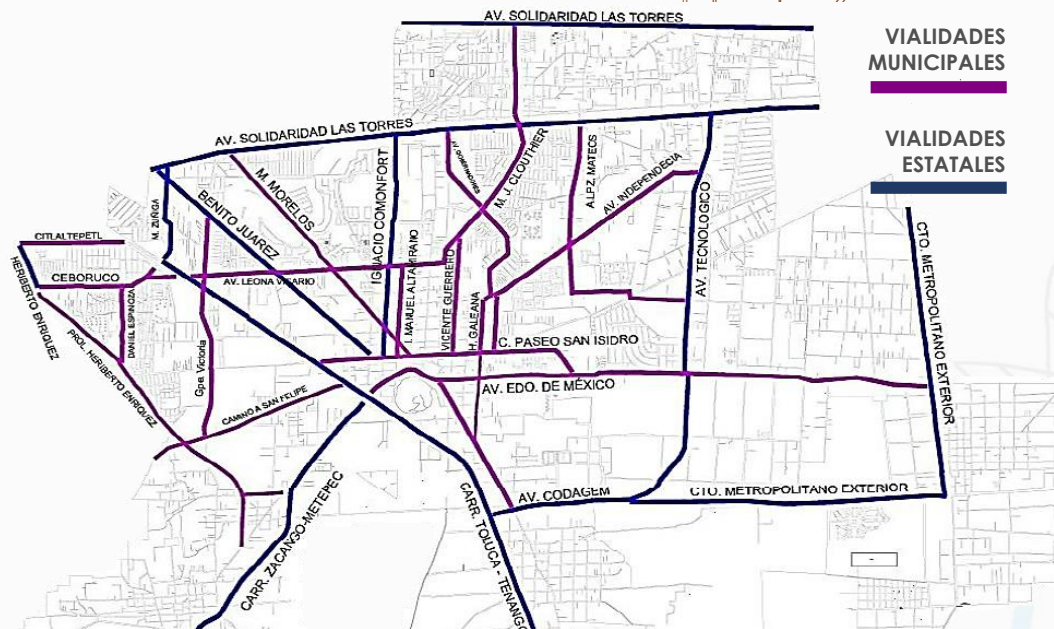 AV. SOLIDARIDAD LAS TORRES
VIALIDADES
MUNICIPALES
VIALIDADES
ESTATALES
AV. SOLIDARIDAD LAS TORRES
M. MORELOS
IGUACIO COMONFORT
M. J. CLOUTHIER
A.LPZ. MATEOS
AV. INDEPENDECIA
BENITO JUAREZ
M. ZUÑIGA
AV. TECNOLOGICO
CTO. METROPOLITANO EXTERIOR
CITLALTEPETL
CEBORUCO
AV. LEONA VICARIO
HERIBERTO ENRIQUEZ
DANIEL ESPINOZA
PROL. HERIBERTO ENRIQUEZ
Gpe. Victoria
I. MANUEL ALTAMIRANO
VICENTE GUERRERO
H. GALEANA
C. PASEO SAN ISIDRO
AV. EDO. DE MÉXICO
CAMINO A SAN FELIPE
AV. CODAGEM
CTO. METROPOLITANO EXTERIOR
CARR. ZACANGO-METEPEC
CARR. TOLUCA - TENANGO